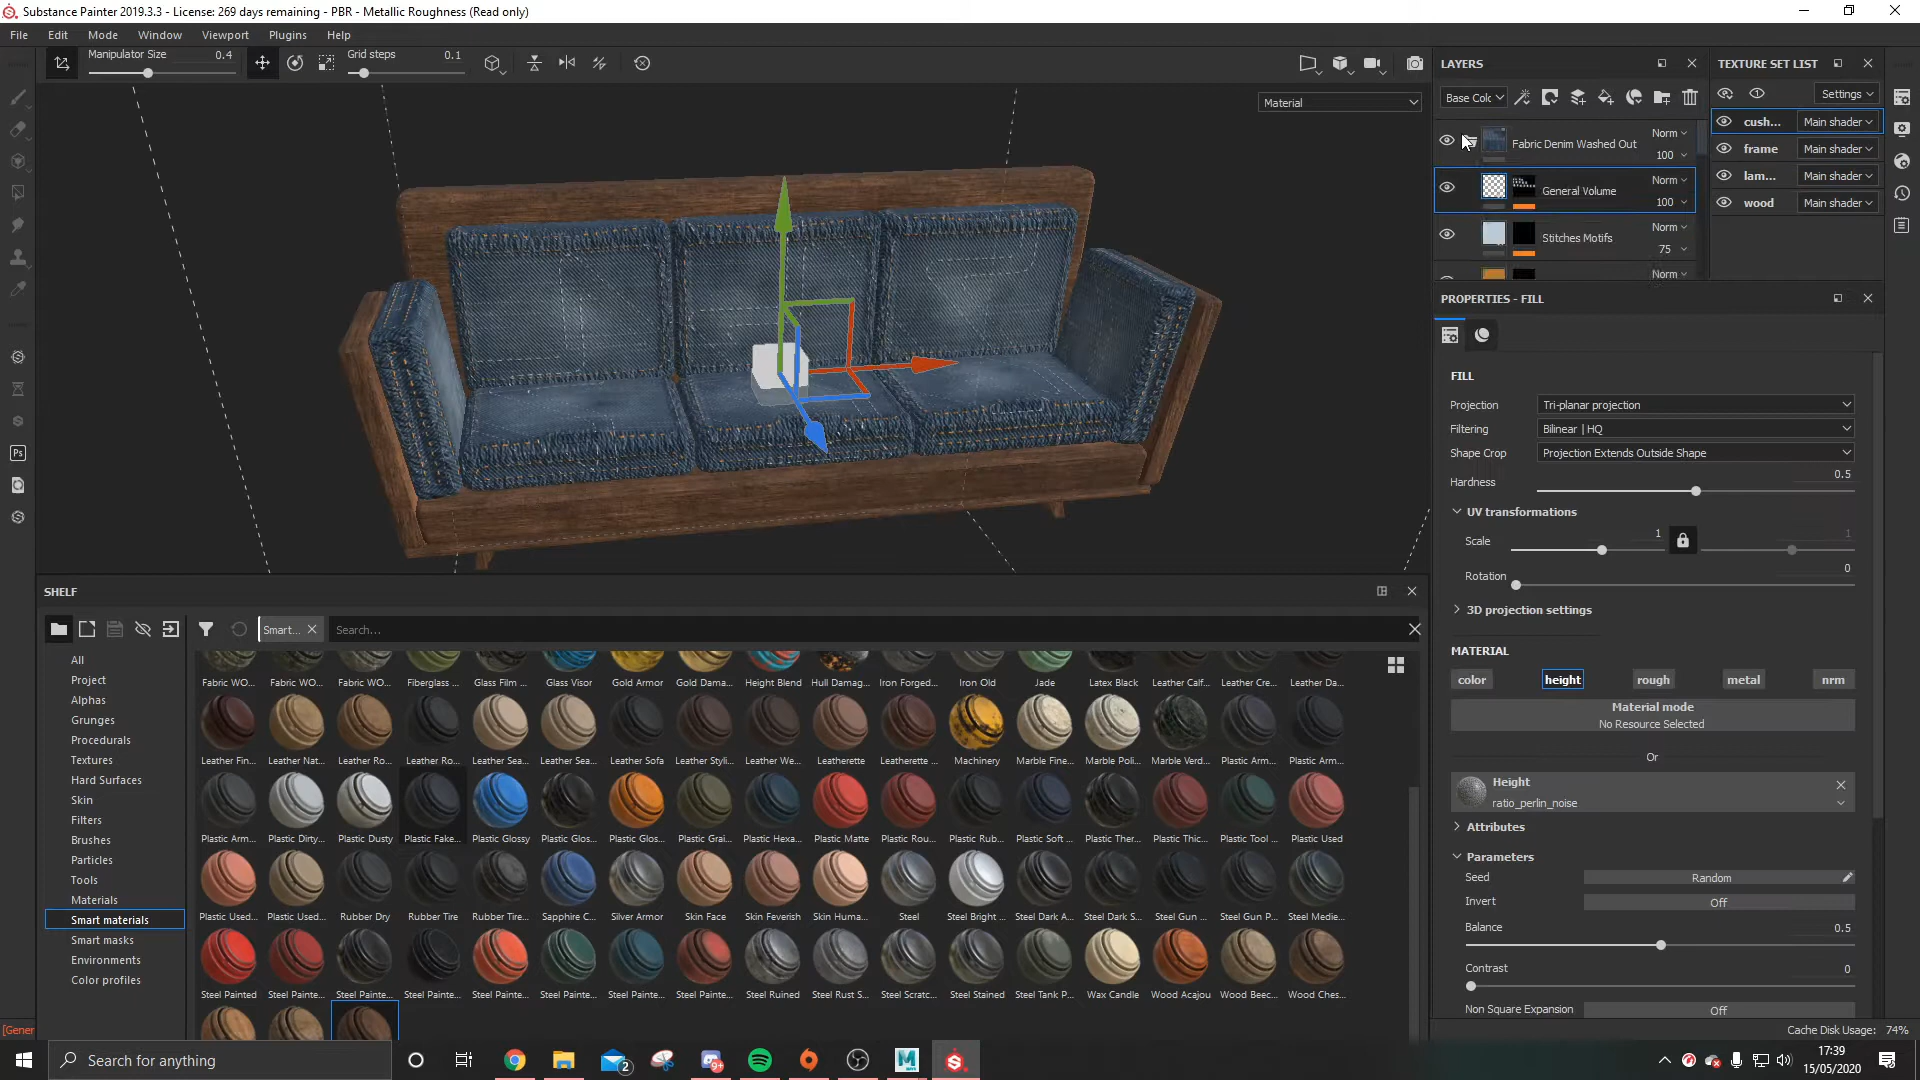 Substance Painter 2019.3.3 - License: 269 days remaining - PBR - Metallic Roughness (Read only)
File Edit Mode Window Viewport Plugins Help
Manipulator Size 0.4 Grid steps 0.1
Material
LAYERS
Base Colc
Fabric Denim Washed Out Norm 100
General Volume Norm 100
Stitches Motifs Norm 75
Norm
TEXTURE SET LIST
Settings
cush... Main shader
frame Main shader
lam... Main shader
wood Main shader
PROPERTIES - FILL
FILL
Projection Tri-planar projection
Filtering Bilinear | HQ
Shape Crop Projection Extends Outside Shape
Hardness 0.5
UV transformations
Scale 1 1
Rotation 0
3D projection settings
MATERIAL
color height rough metal nrm
Material mode
No Resource Selected
Or
Height
ratio_perlin_noise
Attributes
Parameters
Seed Random
Invert Off
Balance 0.5
Contrast 0
Non Square Expansion Off
Cache Disk Usage: 74%
SHELF
Smart... Search...
All
Project
Alphas
Grunges
Procedurals
Textures
Hard Surfaces
Skin
Filters
Brushes
Particles
Tools
Materials
Smart materials
Smart masks
Environments
Color profiles
Fabric WO... Fabric WO... Fabric WO... Fiberglass ... Glass Film ... Glass Visor Gold Armor Gold Dama... Height Blend Hull Damag... Iron Forged... Iron Old Jade Latex Black Leather Calf... Leather Cre... Leather Da...
Leather Fin... Leather Nat... Leather Ro... Leather Ro... Leather Sea... Leather Sea... Leather Sofa Leather Styli... Leather We... Leatherette Leatherette ... Machinery Marble Fine... Marble Poli... Marble Verd... Plastic Arm... Plastic Arm...
Plastic Arm... Plastic Dirty... Plastic Dusty Plastic Fake... Plastic Glossy Plastic Glos... Plastic Glos... Plastic Grai... Plastic Hexa... Plastic Matte Plastic Rou... Plastic Rub... Plastic Soft ... Plastic Ther... Plastic Thic... Plastic Tool ... Plastic Used
Plastic Used... Plastic Used... Rubber Dry Rubber Tire Rubber Tire... Sapphire C... Silver Armor Skin Face Skin Feverish Skin Huma... Steel Steel Bright ... Steel Dark A... Steel Dark S... Steel Gun ... Steel Gun P... Steel Medie...
Steel Painted Steel Painte... Steel Painte... Steel Painte... Steel Painte... Steel Painte... Steel Painte... Steel Painte... Steel Ruined Steel Rust S... Steel Scratc... Steel Stained Steel Tank P... Wax Candle Wood Acajou Wood Beec... Wood Ches...
[Gener
Ps
Search for anything
2
9+
M
17:39
15/05/2020